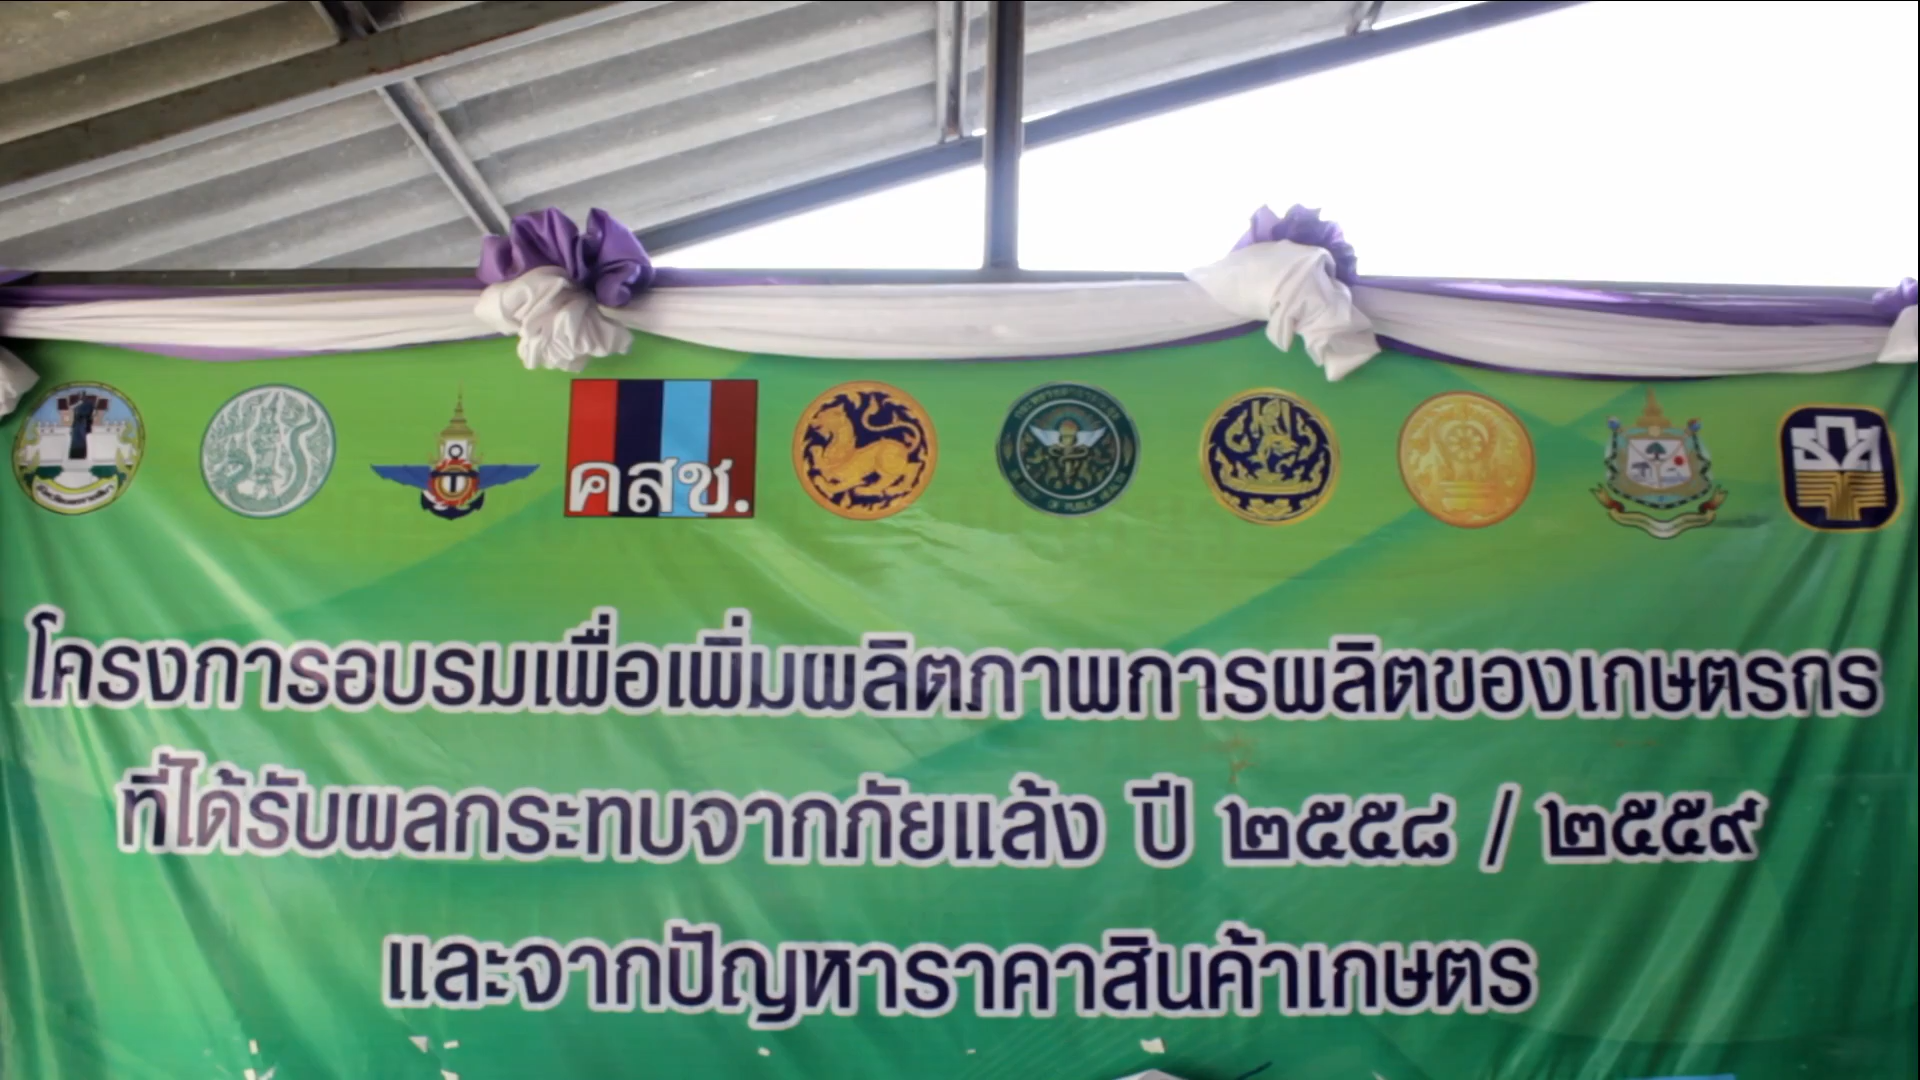 คสช.
โครงการอบรมเพื่อเพิ่มผลิตภาพการผลิตของเกษตรกร
ที่ได้รับผลกระทบจากภัยแล้ง ปี ๒๕๕๘ / ๒๕๕๙
และจากปัญหาราคาสินค้าเกษตร